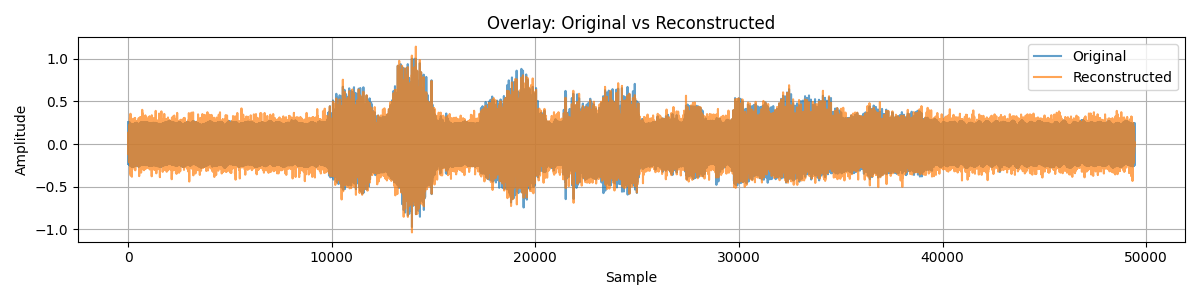 Overlay: Original vs Reconstructed
Original
Reconstructed
Amplitude
1.0
0.5
0.0
−0.5
−1.0
0 10000 20000 30000 40000 50000
Sample